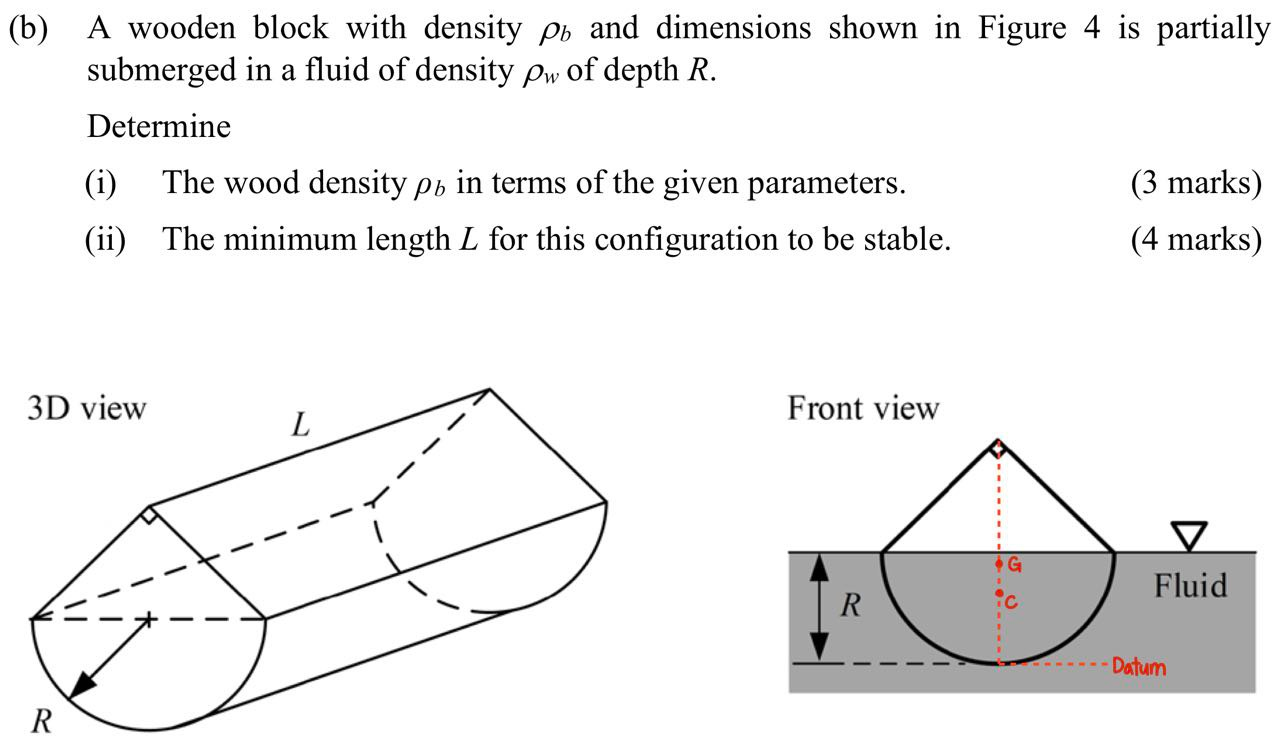 (b) A wooden block with density ρb and dimensions shown in Figure 4 is partially
submerged in a fluid of density ρw of depth R.
Determine
(i) The wood density ρb in terms of the given parameters. (3 marks)
(ii) The minimum length L for this configuration to be stable. (4 marks)
3D view
L
R
Front view
G
C
R
Fluid
Datum